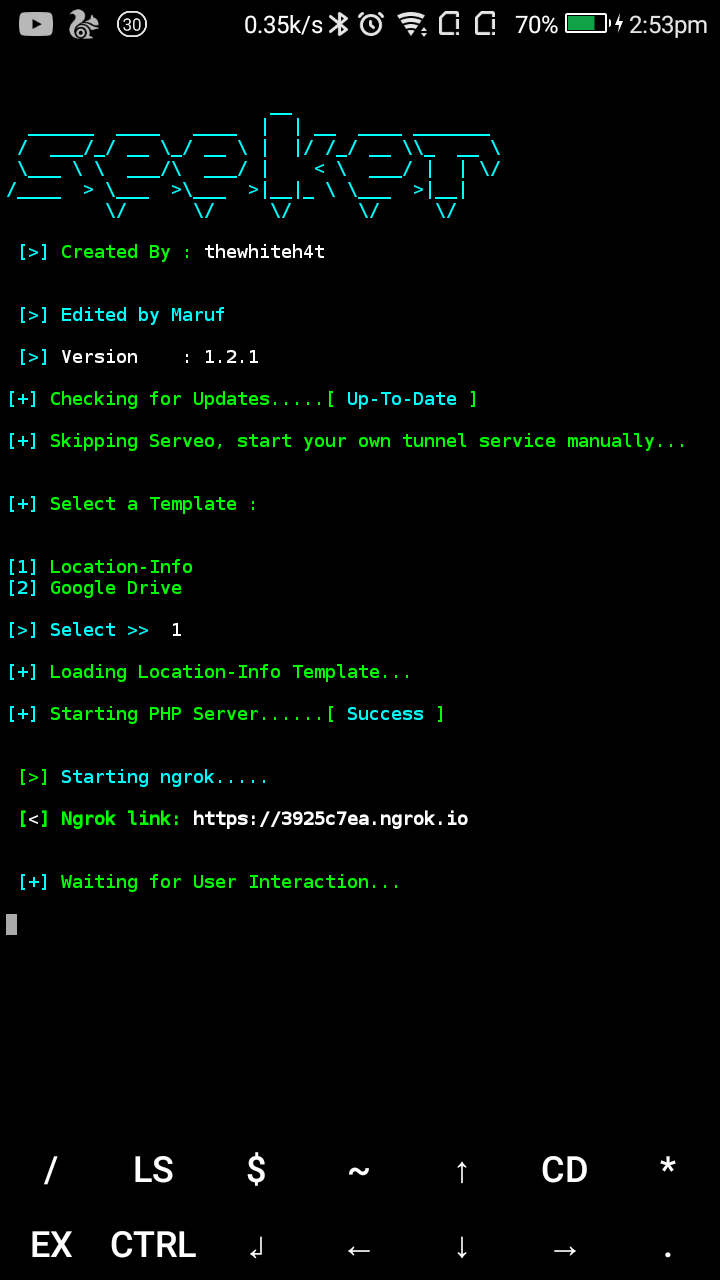 30 0.35k/s 70% 2:53pm
seeker
[>] Created By : thewhiteh4t
[>] Edited by Maruf
[>] Version    : 1.2.1
[+] Checking for Updates.....[ Up-To-Date ]
[+] Skipping Serveo, start your own tunnel service manually...
[+] Select a Template :
[1] Location-Info
[2] Google Drive
[>] Select >>  1
[+] Loading Location-Info Template...
[+] Starting PHP Server......[ Success ]
[>] Starting ngrok.....
[<] Ngrok link: https://3925c7ea.ngrok.io
[+] Waiting for User Interaction...
/ LS $ ~ ↑ CD *
EX CTRL ↲ ← ↓ → .